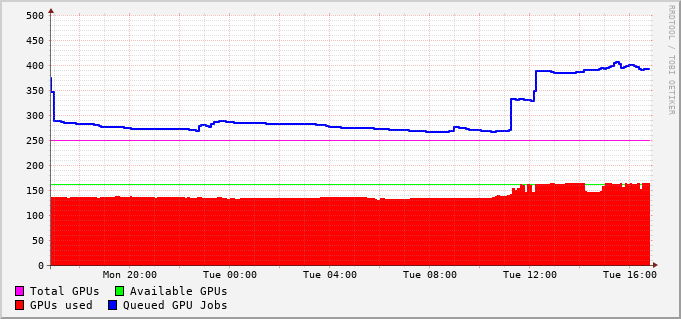 500
450
400
350
300
250
200
150
100
50
0
Mon 20:00 Tue 00:00 Tue 04:00 Tue 08:00 Tue 12:00 Tue 16:00
Total GPUs Available GPUs
GPUs used Queued GPU Jobs
RRDTOOL / TOBI OETIKER